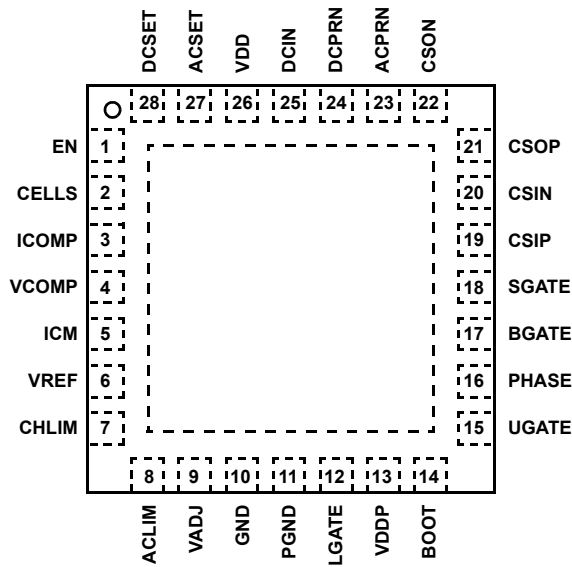 DCSET
ACSET
VDD
DCIN
DCPRN
ACPRN
CSON
28
27
26
25
24
23
22
EN 1
21 CSOP
CELLS 2
20 CSIN
ICOMP 3
19 CSIP
VCOMP 4
18 SGATE
ICM 5
17 BGATE
VREF 6
16 PHASE
CHLIM 7
15 UGATE
8
9
10
11
12
13
14
ACLIM
VADJ
GND
PGND
LGATE
VDDP
BOOT